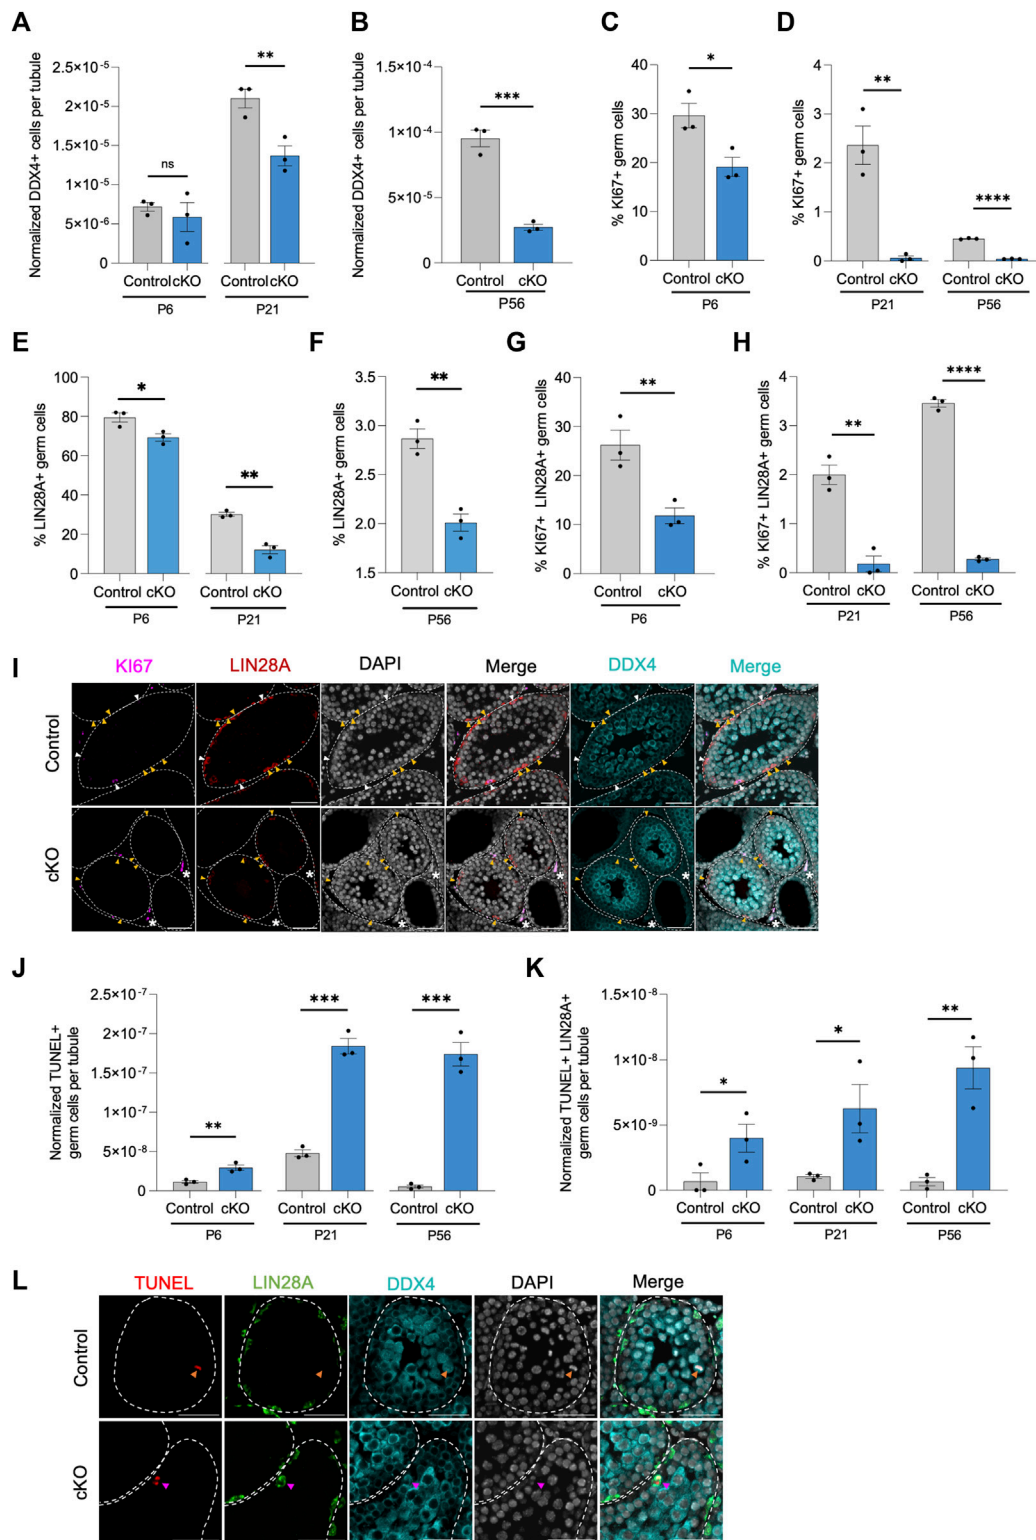 A
Normalized DDX4+ cells per tubule
2.5×10⁻⁵
2×10⁻⁵
1.5×10⁻⁵
1×10⁻⁵
5×10⁻⁶
0
ns
**
Control cKO
Control cKO
P6
P21
B
Normalized DDX4+ cells per tubule
1.5×10⁻⁴
1×10⁻⁴
5×10⁻⁵
0
***
Control cKO
P56
C
% KI67+ germ cells
40
30
20
10
0
*
Control cKO
P6
D
% KI67+ germ cells
4
3
2
1
0
**
****
Control cKO
Control cKO
P21
P56
E
% LIN28A+ germ cells
100
80
60
40
20
0
*
**
Control cKO
Control cKO
P6
P21
F
% LIN28A+ germ cells
3.5
3.0
2.5
2.0
1.5
**
Control cKO
P56
G
% KI67+ LIN28A+ germ cells
40
30
20
10
0
**
Control cKO
P6
H
% KI67+ LIN28A+ germ cells
4
3
2
1
0
**
****
Control cKO
Control cKO
P21
P56
I
KI67 LIN28A DAPI Merge DDX4 Merge
Control
cKO
* * * * * *
* * * * * *
J
Normalized TUNEL+
germ cells per tubule
2.5×10⁻⁷
2×10⁻⁷
1.5×10⁻⁷
1×10⁻⁷
5×10⁻⁸
0
**
***
***
Control cKO
Control cKO
Control cKO
P6
P21
P56
K
Normalized TUNEL+ LIN28A+
germ cells per tubule
1.5×10⁻⁸
1×10⁻⁸
5×10⁻⁹
0
*
*
**
Control cKO
Control cKO
Control cKO
P6
P21
P56
L
TUNEL LIN28A DDX4 DAPI Merge
Control
cKO